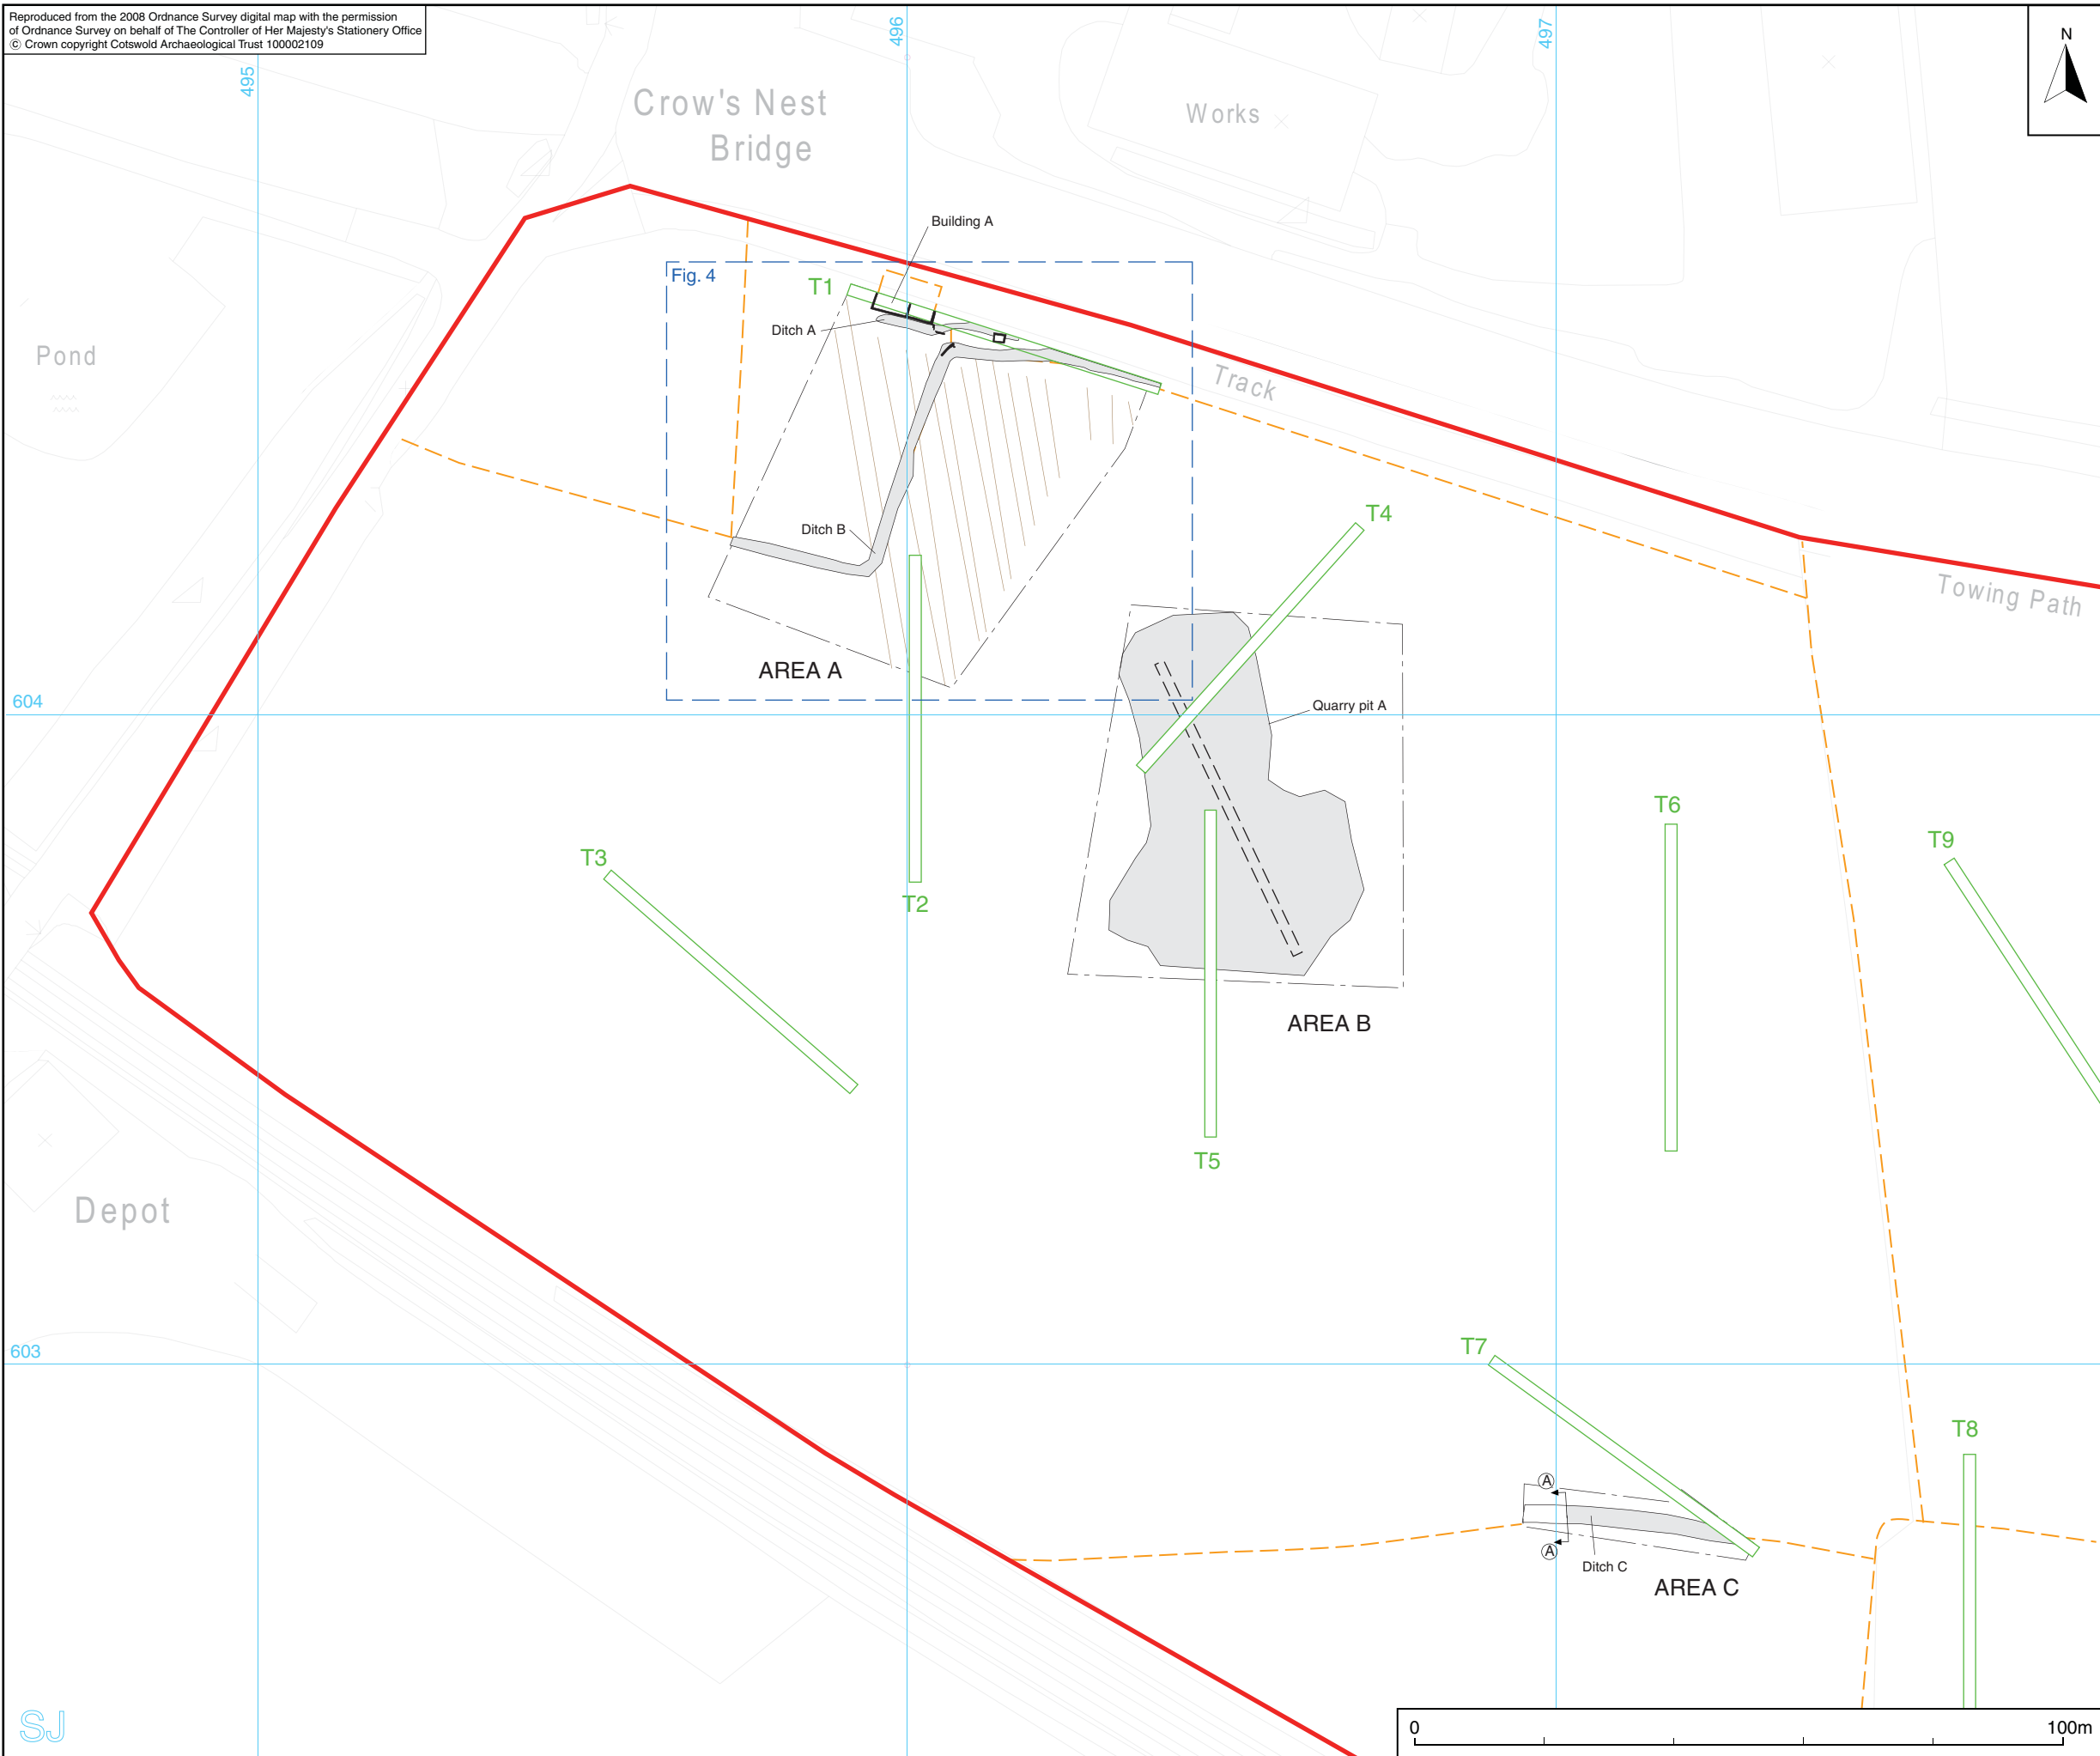 Reproduced from the 2008 Ordnance Survey digital map with the permission
of Ordnance Survey on behalf of The Controller of Her Majesty's Stationery Office
© Crown copyright Cotswold Archaeological Trust 100002109
495
496
497
N
Crow's Nest
Bridge
Works
Building A
Fig. 4
T1
Ditch A
Pond
Track
T4
Ditch B
Towing Path
AREA A
604
Quarry pit A
T6
T9
T3
T2
AREA B
T5
Depot
603
T7
T8
A
A
Ditch C
AREA C
SJ
0
100m